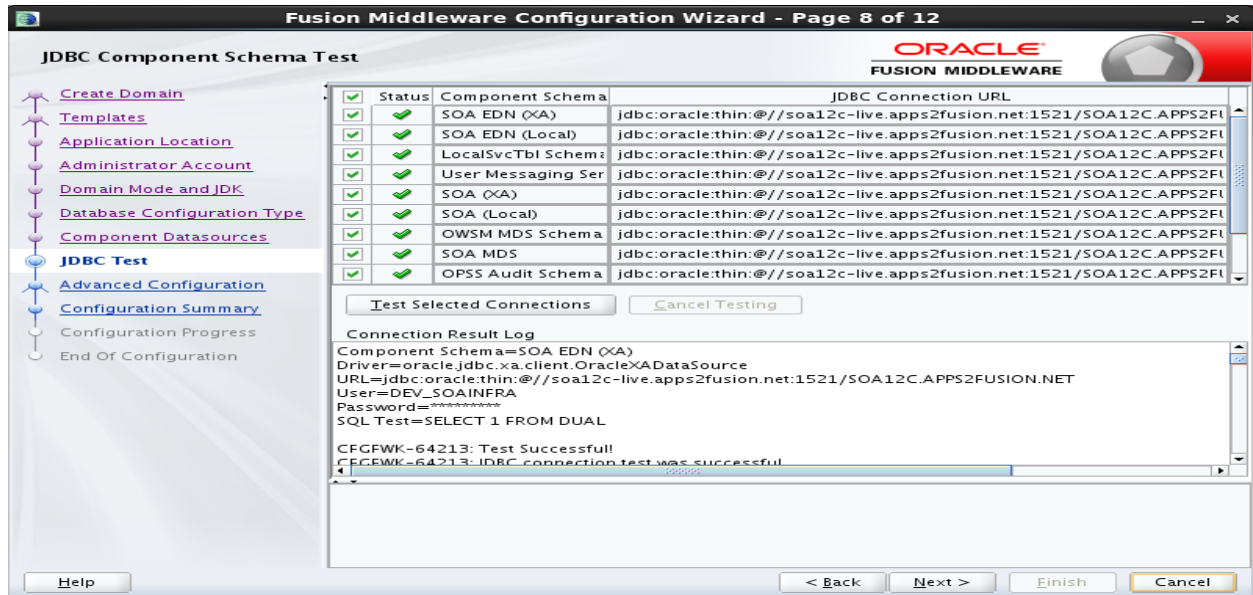 Fusion Middleware Configuration Wizard - Page 8 of 12
JDBC Component Schema Test
ORACLE
FUSION MIDDLEWARE
Create Domain
Templates
Application Location
Administrator Account
Domain Mode and JDK
Database Configuration Type
Component Datasources
JDBC Test
Advanced Configuration
Configuration Summary
Configuration Progress
End Of Configuration
Status Component Schema JDBC Connection URL
SOA EDN (XA) jdbc:oracle:thin:@//soa12c-live.apps2fusion.net:1521/SOA12C.APPS2FU
SOA EDN (Local) jdbc:oracle:thin:@//soa12c-live.apps2fusion.net:1521/SOA12C.APPS2FU
LocalSvcTbl Schema jdbc:oracle:thin:@//soa12c-live.apps2fusion.net:1521/SOA12C.APPS2FU
User Messaging Ser jdbc:oracle:thin:@//soa12c-live.apps2fusion.net:1521/SOA12C.APPS2FU
SOA (XA) jdbc:oracle:thin:@//soa12c-live.apps2fusion.net:1521/SOA12C.APPS2FU
SOA (Local) jdbc:oracle:thin:@//soa12c-live.apps2fusion.net:1521/SOA12C.APPS2FU
OWSM MDS Schema jdbc:oracle:thin:@//soa12c-live.apps2fusion.net:1521/SOA12C.APPS2FU
SOA MDS jdbc:oracle:thin:@//soa12c-live.apps2fusion.net:1521/SOA12C.APPS2FU
OPSS Audit Schema jdbc:oracle:thin:@//soa12c-live.apps2fusion.net:1521/SOA12C.APPS2FU
Test Selected Connections Cancel Testing
Connection Result Log
Component Schema=SOA EDN (XA)
Driver=oracle.jdbc.xa.client.OracleXADataSource
URL=jdbc:oracle:thin:@//soa12c-live.apps2fusion.net:1521/SOA12C.APPS2FUSION.NET
User=DEV_SOAINFRA
Password=*********
SQL Test=SELECT 1 FROM DUAL
CFGFWK-64213: Test Successful!
CFGFWK-64213: JDBC connection test was successful
Help < Back Next > Finish Cancel